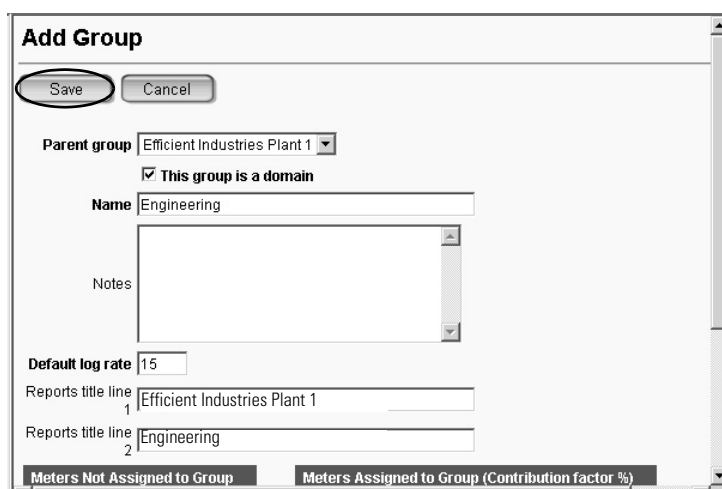 Add Group
Save Cancel
Parent group Efficient Industries Plant 1
This group is a domain
Name Engineering
Notes
Default log rate 15
Reports title line 1 Efficient Industries Plant 1
Reports title line 2 Engineering
Meters Not Assigned to Group Meters Assigned to Group (Contribution factor %)